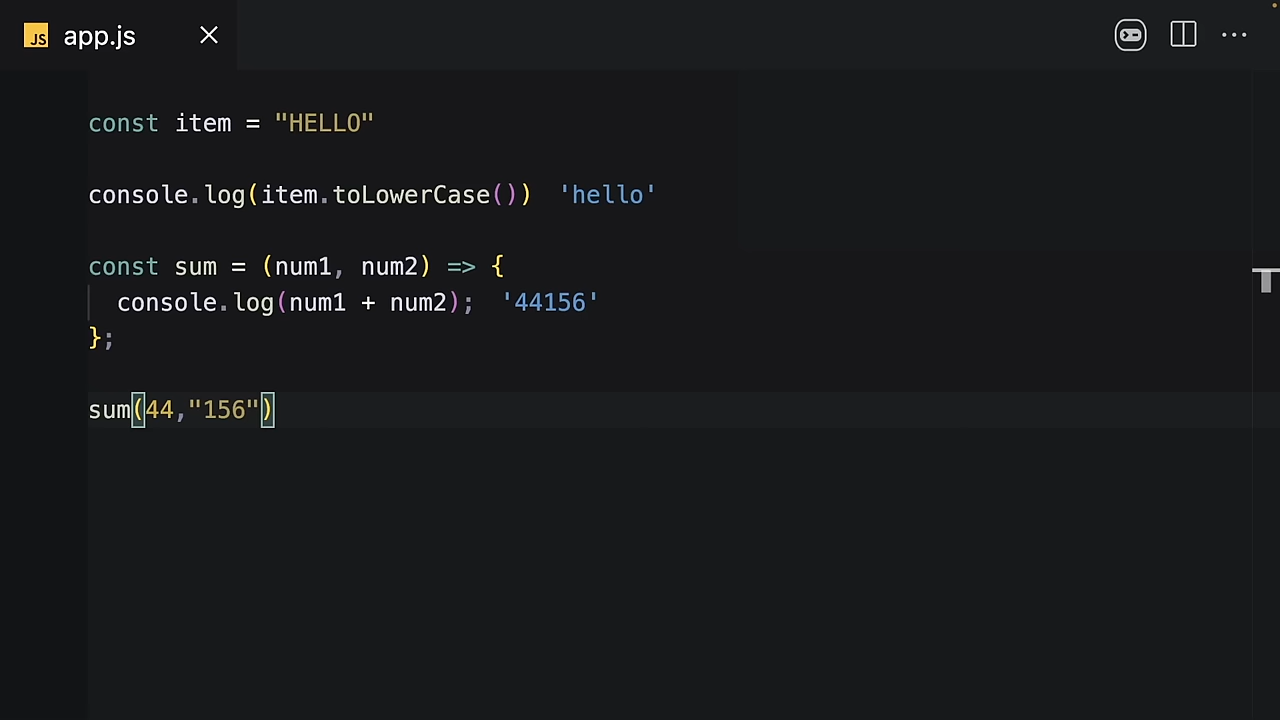 JS app.js
const item = "HELLO"
console.log(item.toLowerCase()) 'hello'
const sum = (num1, num2) => {
console.log(num1 + num2); '44156'
};
sum(44,"156")